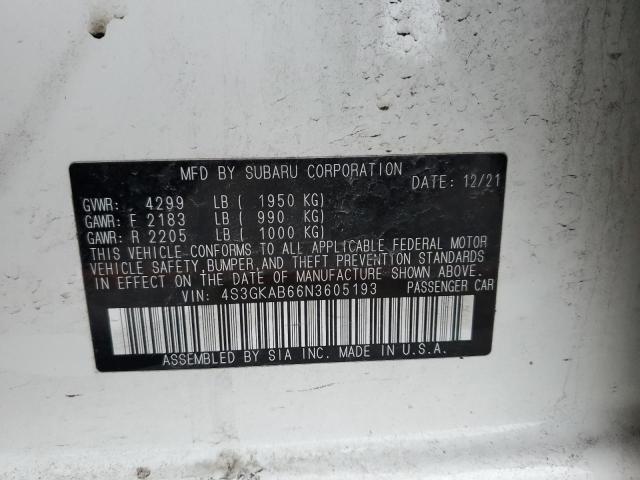 MFD BY SUBARU CORPORATION
DATE: 12/21
GVWR: 4299 LB ( 1950 KG)
GAWR: F 2183 LB ( 990 KG)
GAWR: R 2205 LB ( 1000 KG)
THIS VEHICLE CONFORMS TO ALL APPLICABLE FEDERAL MOTOR
VEHICLE SAFETY,BUMPER,AND THEFT PREVENTION STANDARDS
IN EFFECT ON THE DATE OF MANUFACTURE SHOWN ABOVE.
VIN: 4S3GKAB66N3605193 PASSENGER CAR
ASSEMBLED BY SIA INC. MADE IN U.S.A.